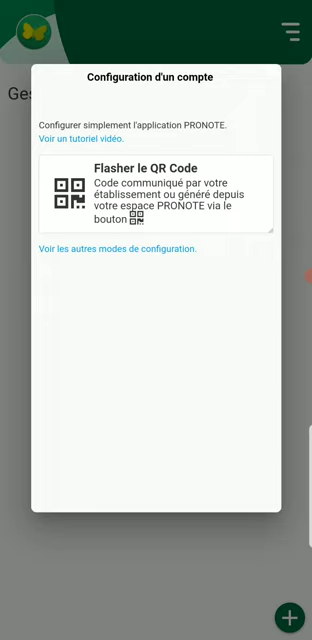 Configuration d'un compte
Ges
Configurer simplement l'application PRONOTE.
Voir un tutoriel vidéo.
Flasher le QR Code
Code communiqué par votre
établissement ou généré depuis
votre espace PRONOTE via le
bouton
Voir les autres modes de configuration.